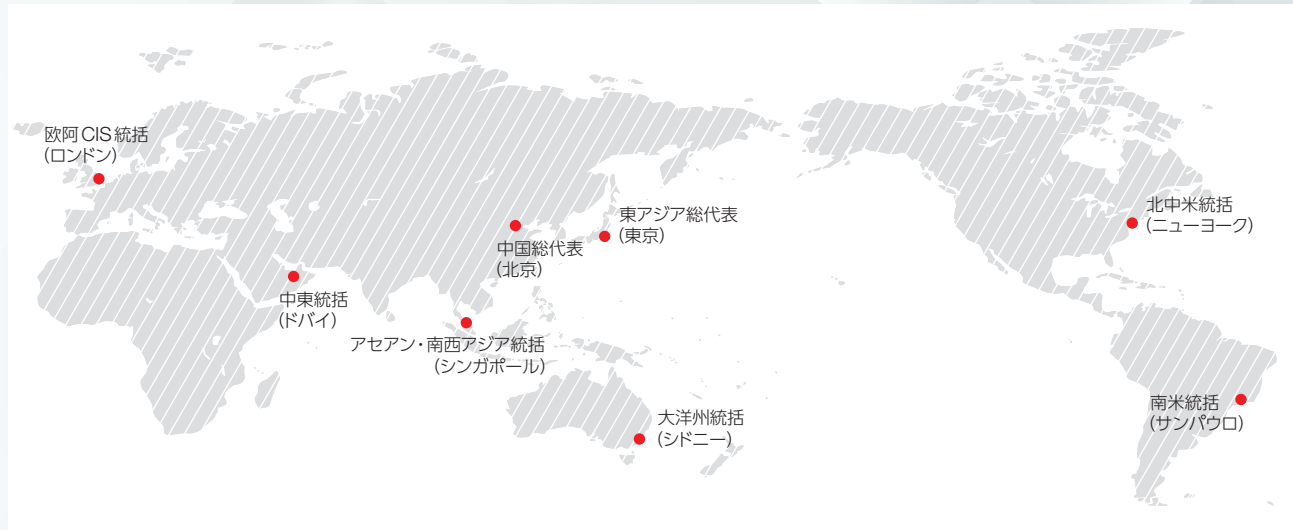 欧阿CIS統括
(ロンドン)
中東統括
(ドバイ)
中国総代表
(北京)
東アジア総代表
(東京)
アセアン・南西アジア統括
(シンガポール)
大洋州統括
(シドニー)
北中米統括
(ニューヨーク)
南米統括
(サンパウロ)